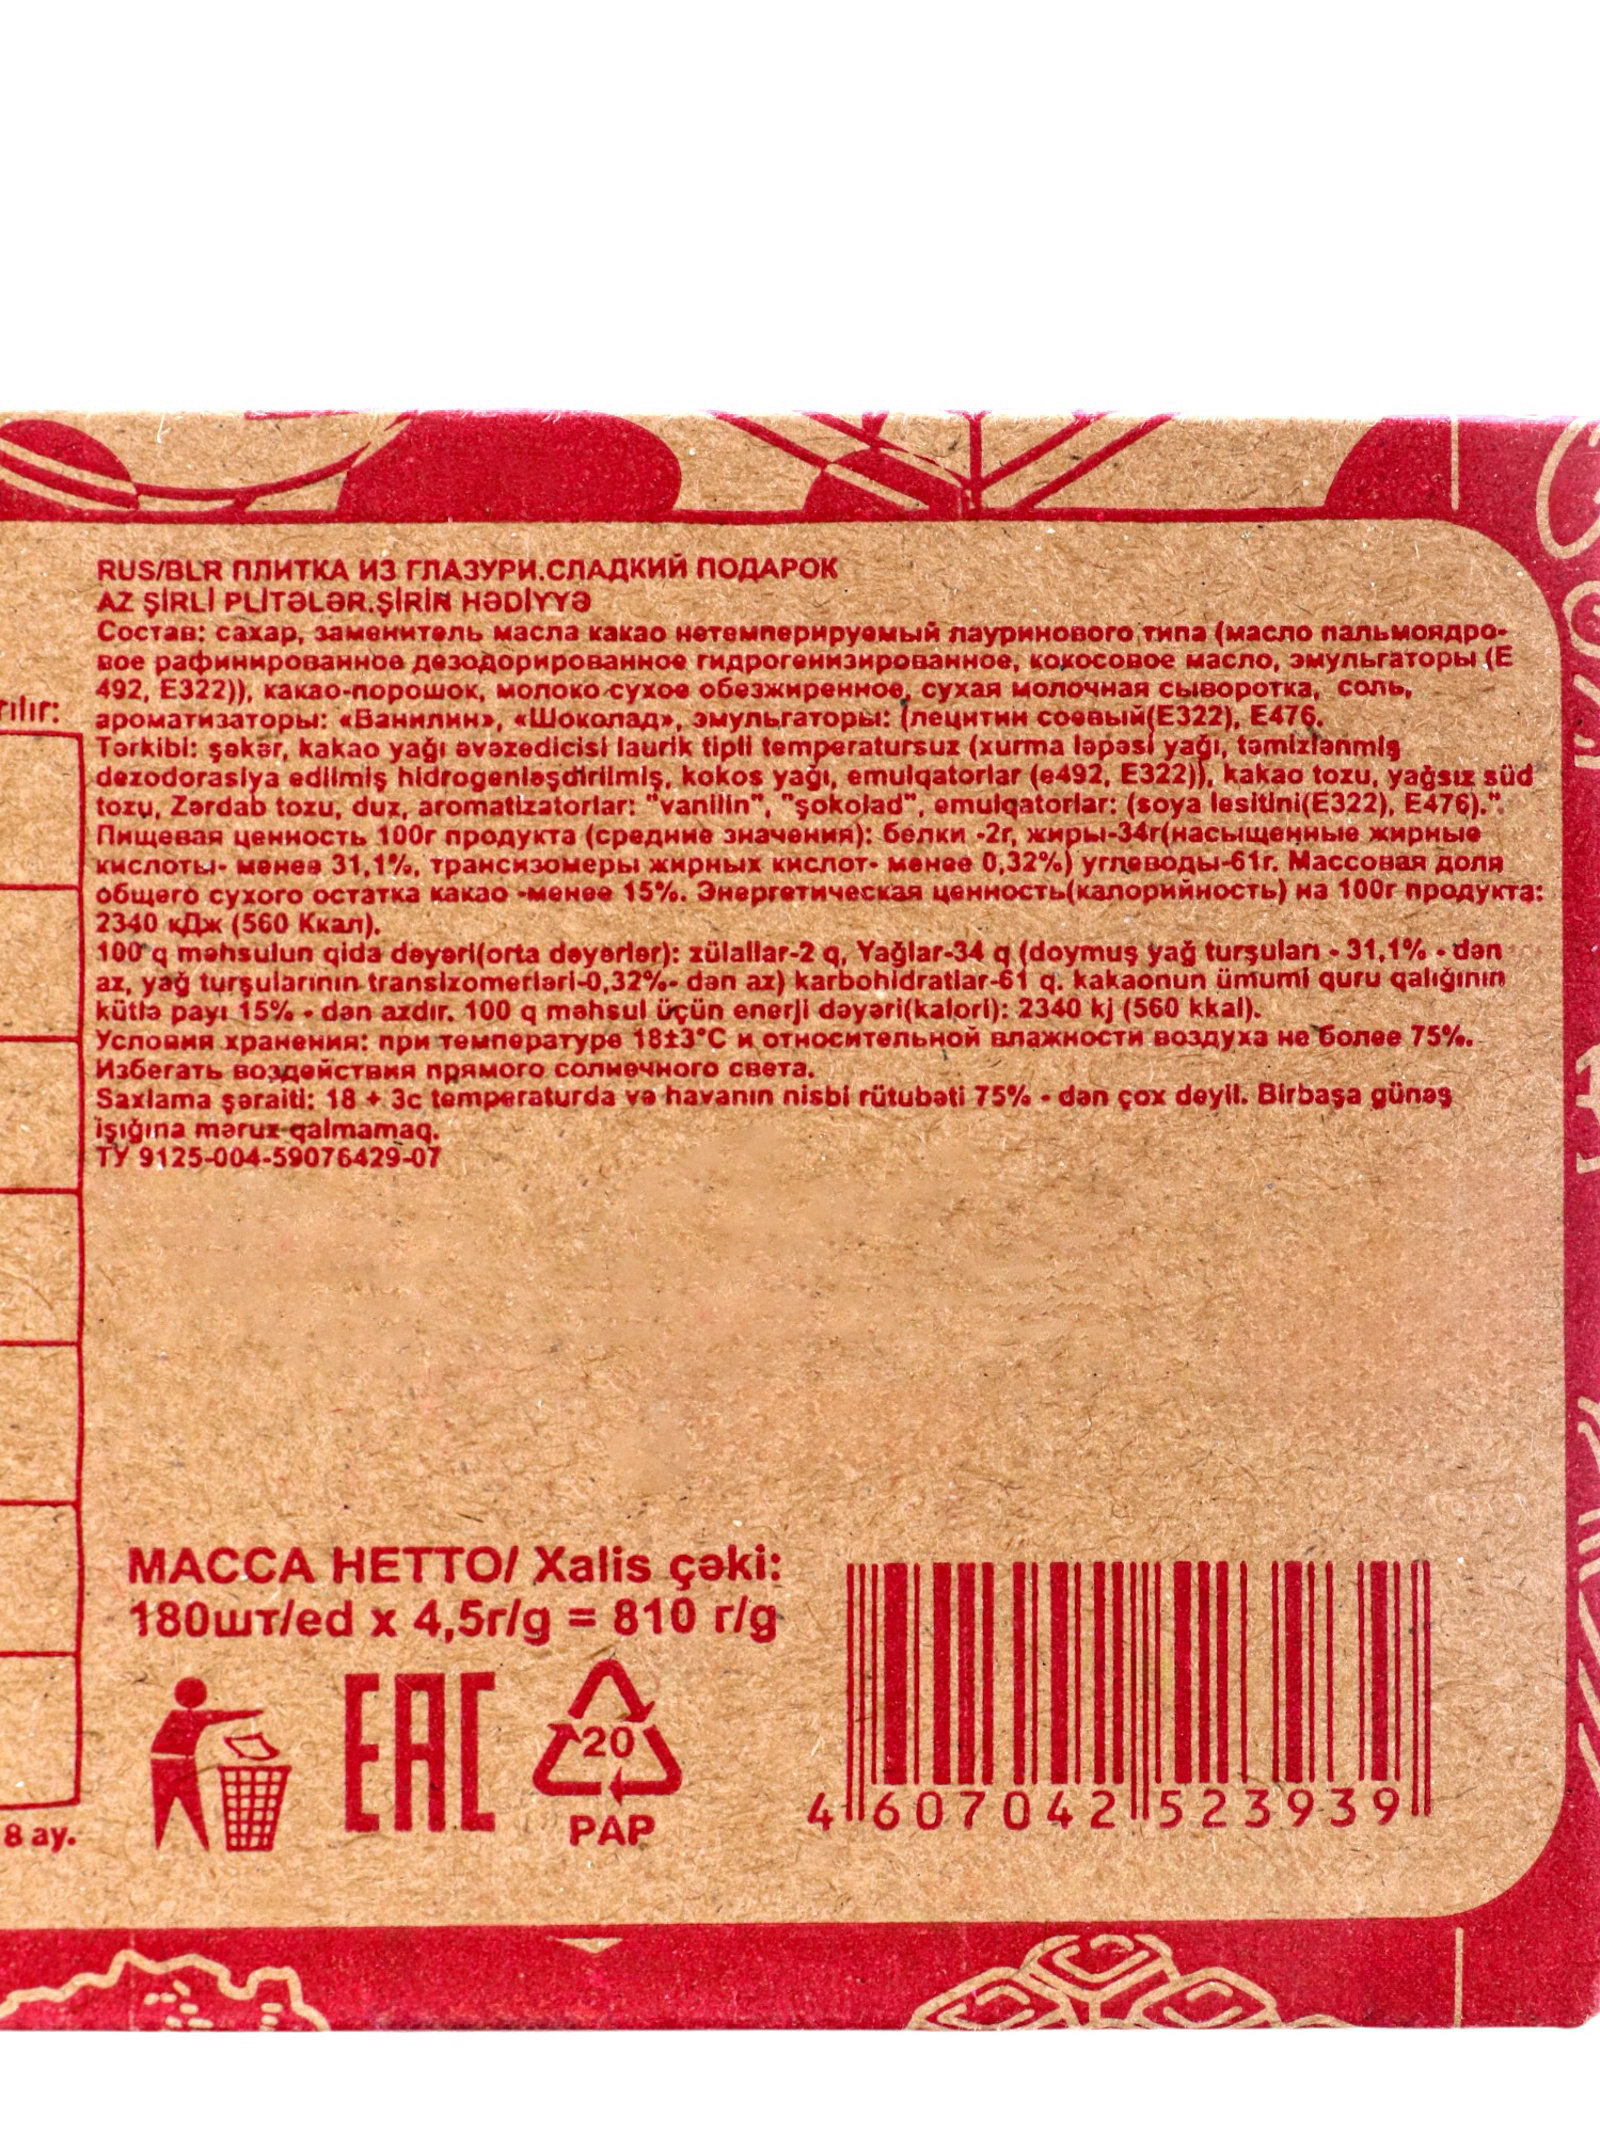 RUS/BLR ПЛИТКА ИЗ ГЛАЗУРИ.СЛАДКИЙ ПОДАРОК
AZ ŞİRLİ PLİTƏLƏR.ŞİRİN HƏDİYYƏ
Состав: сахар, заменитель масла какао нетемперируемый лауринового типа (масло пальмоядро-
вое рафинированное дезодорированное гидрогенизированное, кокосовое масло, эмульгаторы (Е
492, Е322)), какао-порошок, молоко сухое обезжиренное, сухая молочная сыворотка, соль,
ароматизаторы: «Ванилин», «Шоколад», эмульгаторы: (лецитин соевый(Е322), Е476.
Tərkibi: şəkər, kakao yağı əvəzedicisi laurik tipli temperatursuz (xurma ləpəsi yağı, təmizlənmiş
dezodorasiya edilmiş hidrogenləşdirilmiş, kokos yağı, emulqatorlar (e492, E322)), kakao tozu, yağsız süd
tozu, Zərdab tozu, duz, aromatizatorlar: "vanilin", "şokolad", emulqatorlar: (soya lesitini(E322), E476).".
Пищевая ценность 100г продукта (средние значения): белки -2г, жиры-34г(насыщенные жирные
кислоты- менее 31,1%, трансизомеры жирных кислот- менее 0,32%) углеводы-61г. Массовая доля
общего сухого остатка какао -менее 15%. Энергетическая ценность(калорийность) на 100г продукта:
2340 кДж (560 Ккал).
100 q məhsulun qida dəyəri(orta dəyərlər): zülallar-2 q, Yağlar-34 q (doymuş yağ turşuları - 31,1% - dən
az, yağ turşularının transizomerləri-0,32%- dən az) karbohidratlar-61 q. kakaonun ümumi quru qalığının
kütlə payı 15% - dən azdır. 100 q məhsul üçün enerji dəyəri(kalori): 2340 kj (560 kkal).
Условия хранения: при температуре 18±3°С и относительной влажности воздуха не более 75%.
Избегать воздействия прямого солнечного света.
Saxlama şəraiti: 18 + 3c temperaturda və havanın nisbi rütubəti 75% - dən çox deyil. Birbaşa günəş
işığına məruz qalmamaq.
ТУ 9125-004-59076429-07
rılır:
8 ay.
МАССА НЕТТО/ Xalis çəki:
180шт/ed x 4,5г/g = 810 г/g
EAC
20
PAP
4 607042 523939